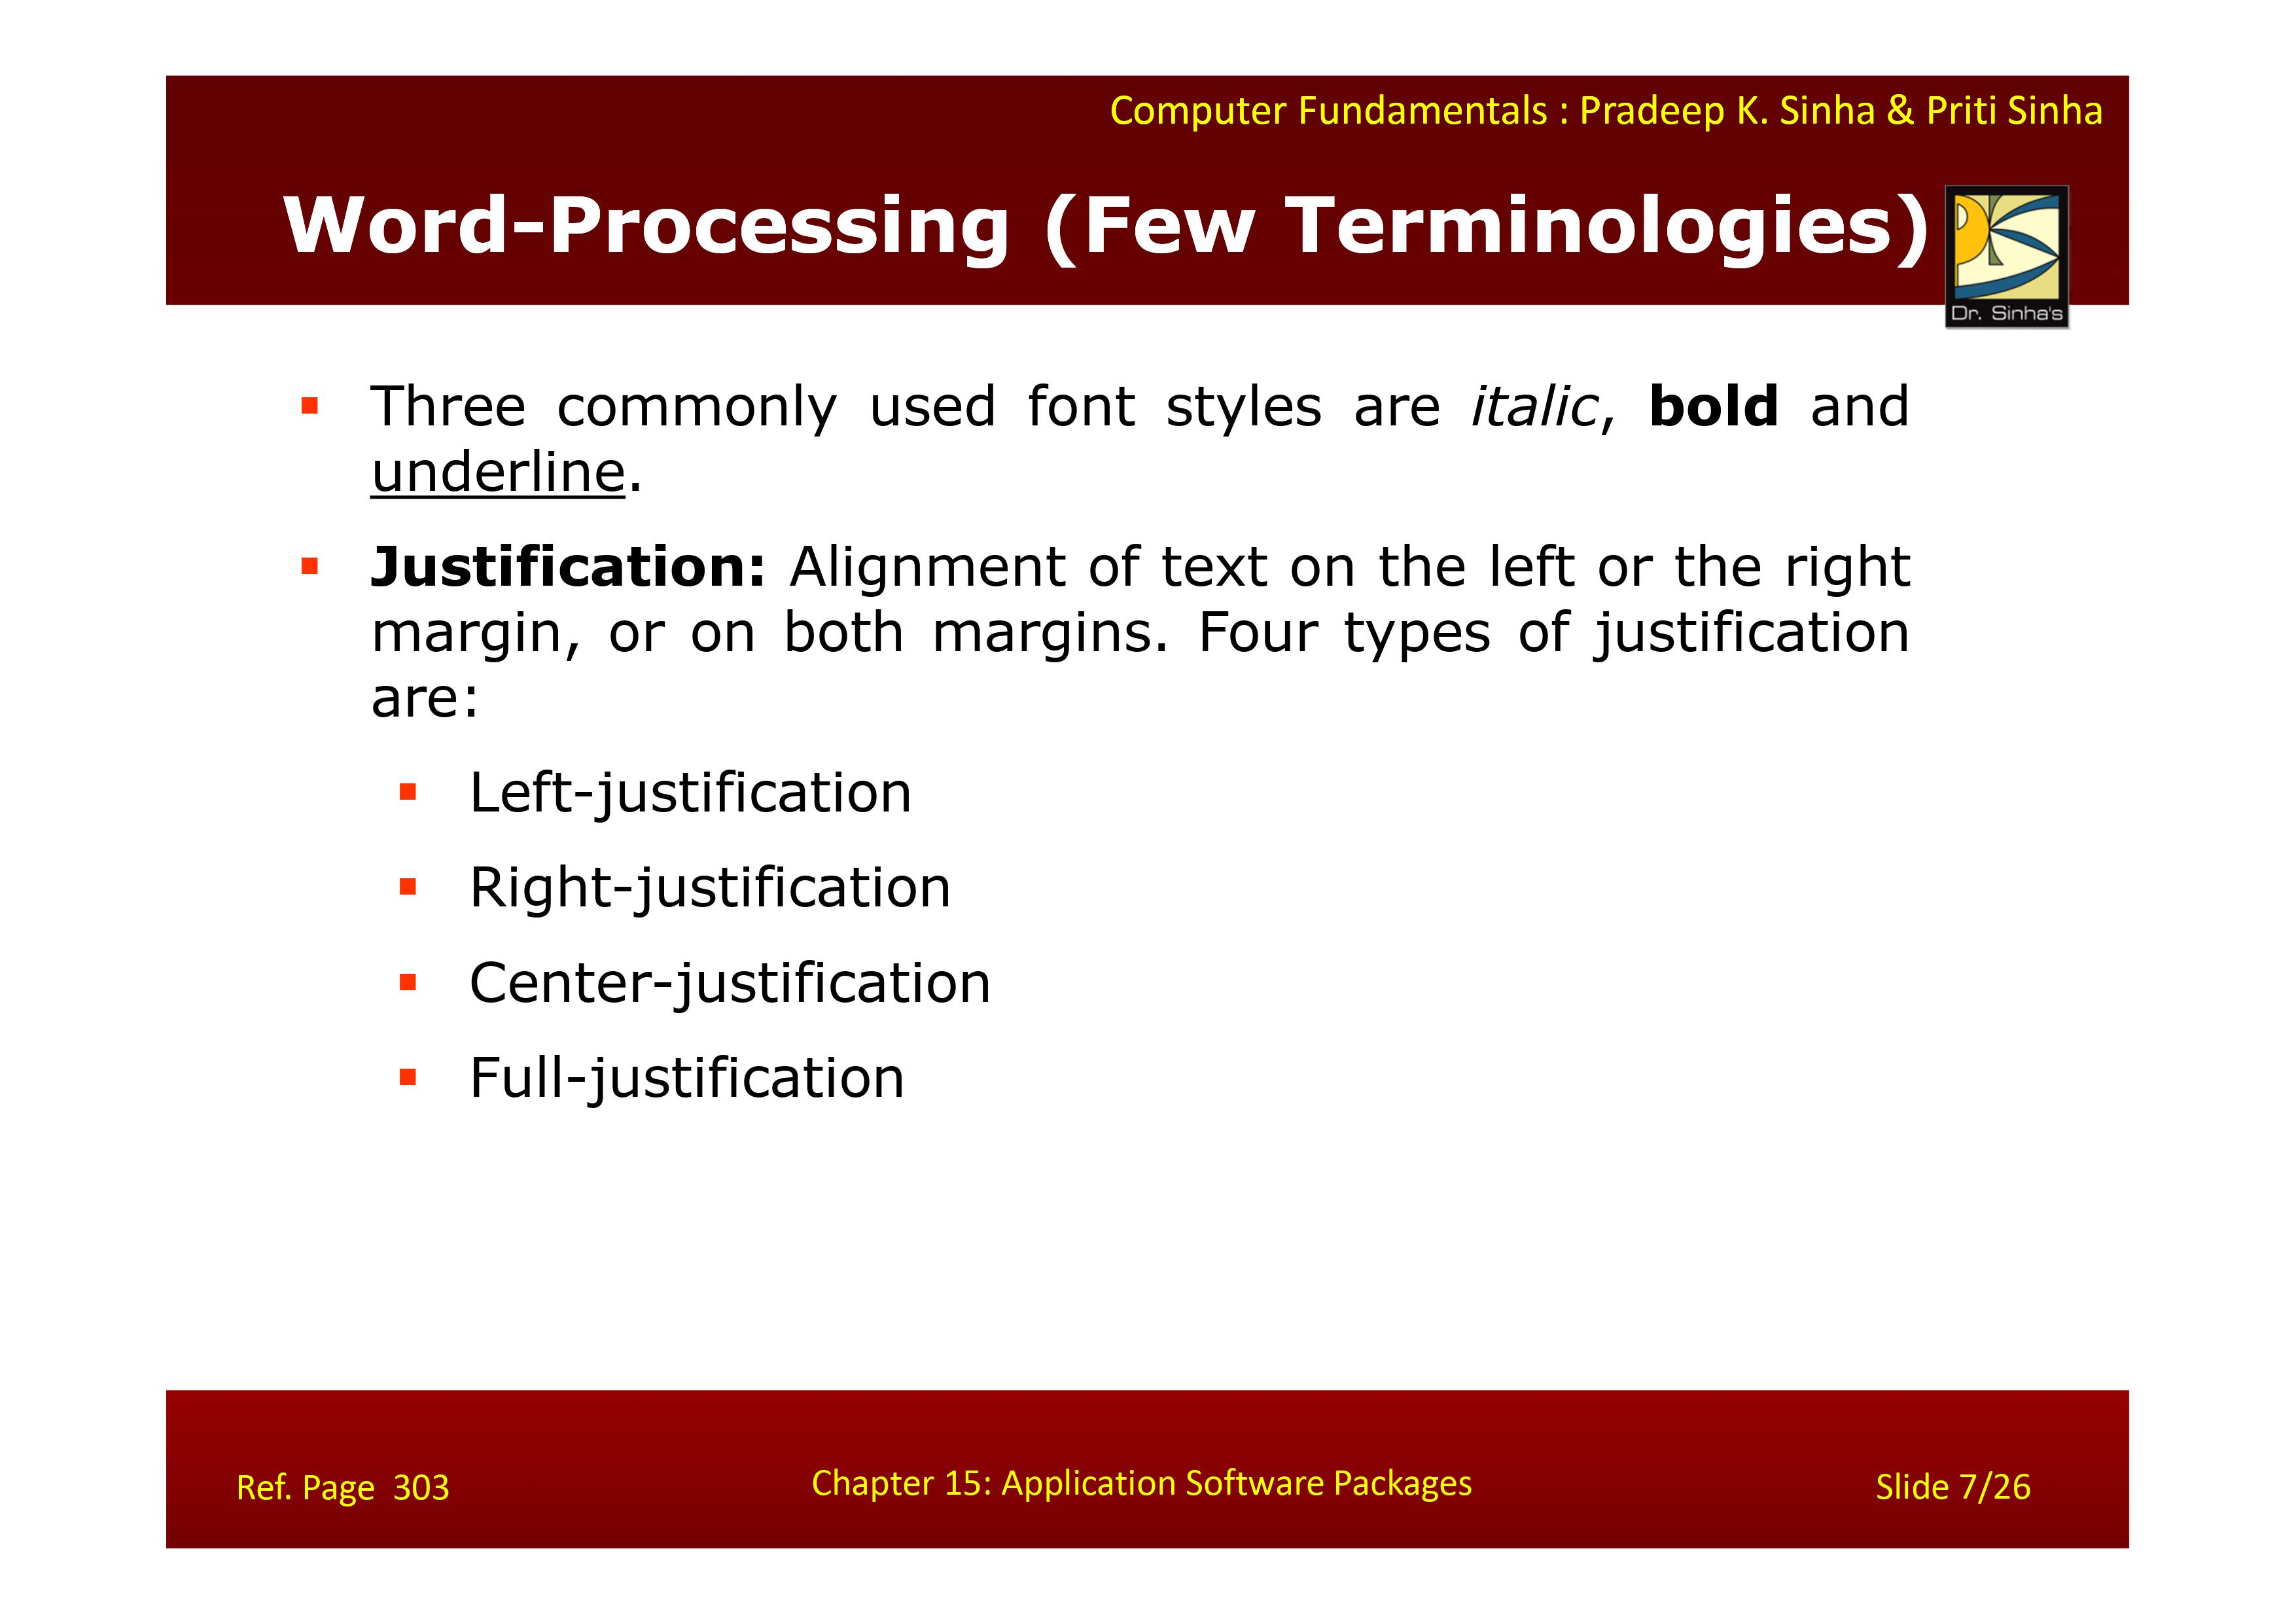 Computer Fundamentals : Pradeep K. Sinha & Priti Sinha
Word-Processing (Few Terminologies)
Dr. Sinha's
▪ Three commonly used font styles are italic, bold and
underline.
▪ Justification: Alignment of text on the left or the right
margin, or on both margins. Four types of justification
are:
▪ Left-justification
▪ Right-justification
▪ Center-justification
▪ Full-justification
Ref. Page 303
Chapter 15: Application Software Packages
Slide 7/26